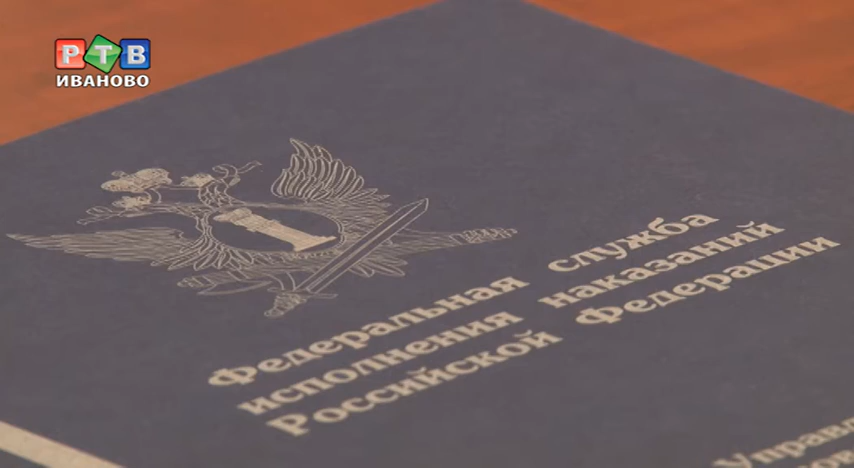 РТВ
ИВАНОВО
Федеральная служба
исполнения наказаний
Российской Федерации